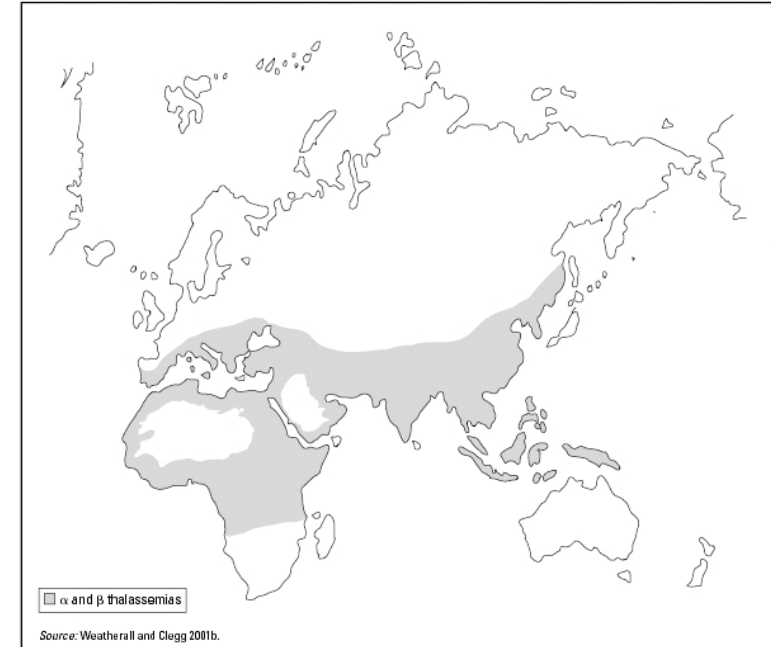 α and β thalassemias
Source: Weatherall and Clegg 2001b.